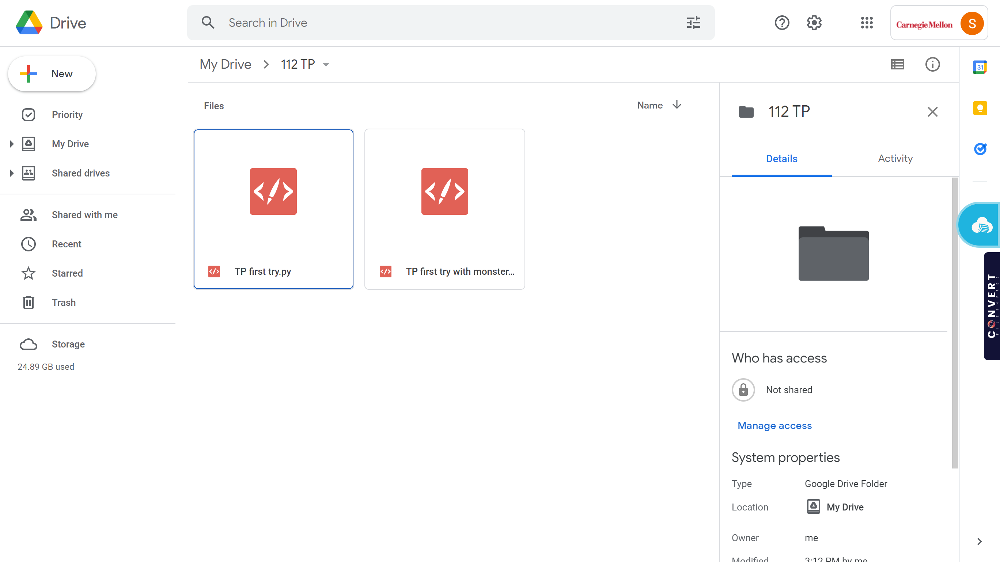 Drive
Search in Drive
Carnegie Mellon
S
New
Priority
My Drive
Shared drives
Shared with me
Recent
Starred
Trash
Storage
24.89 GB used
My Drive
112 TP
Files
Name
TP first try.py
TP first try with monster...
112 TP
Details
Activity
Who has access
Not shared
Manage access
System properties
Type Google Drive Folder
Location My Drive
Owner me
Modified 3:12 PM by me
31
CONVERT